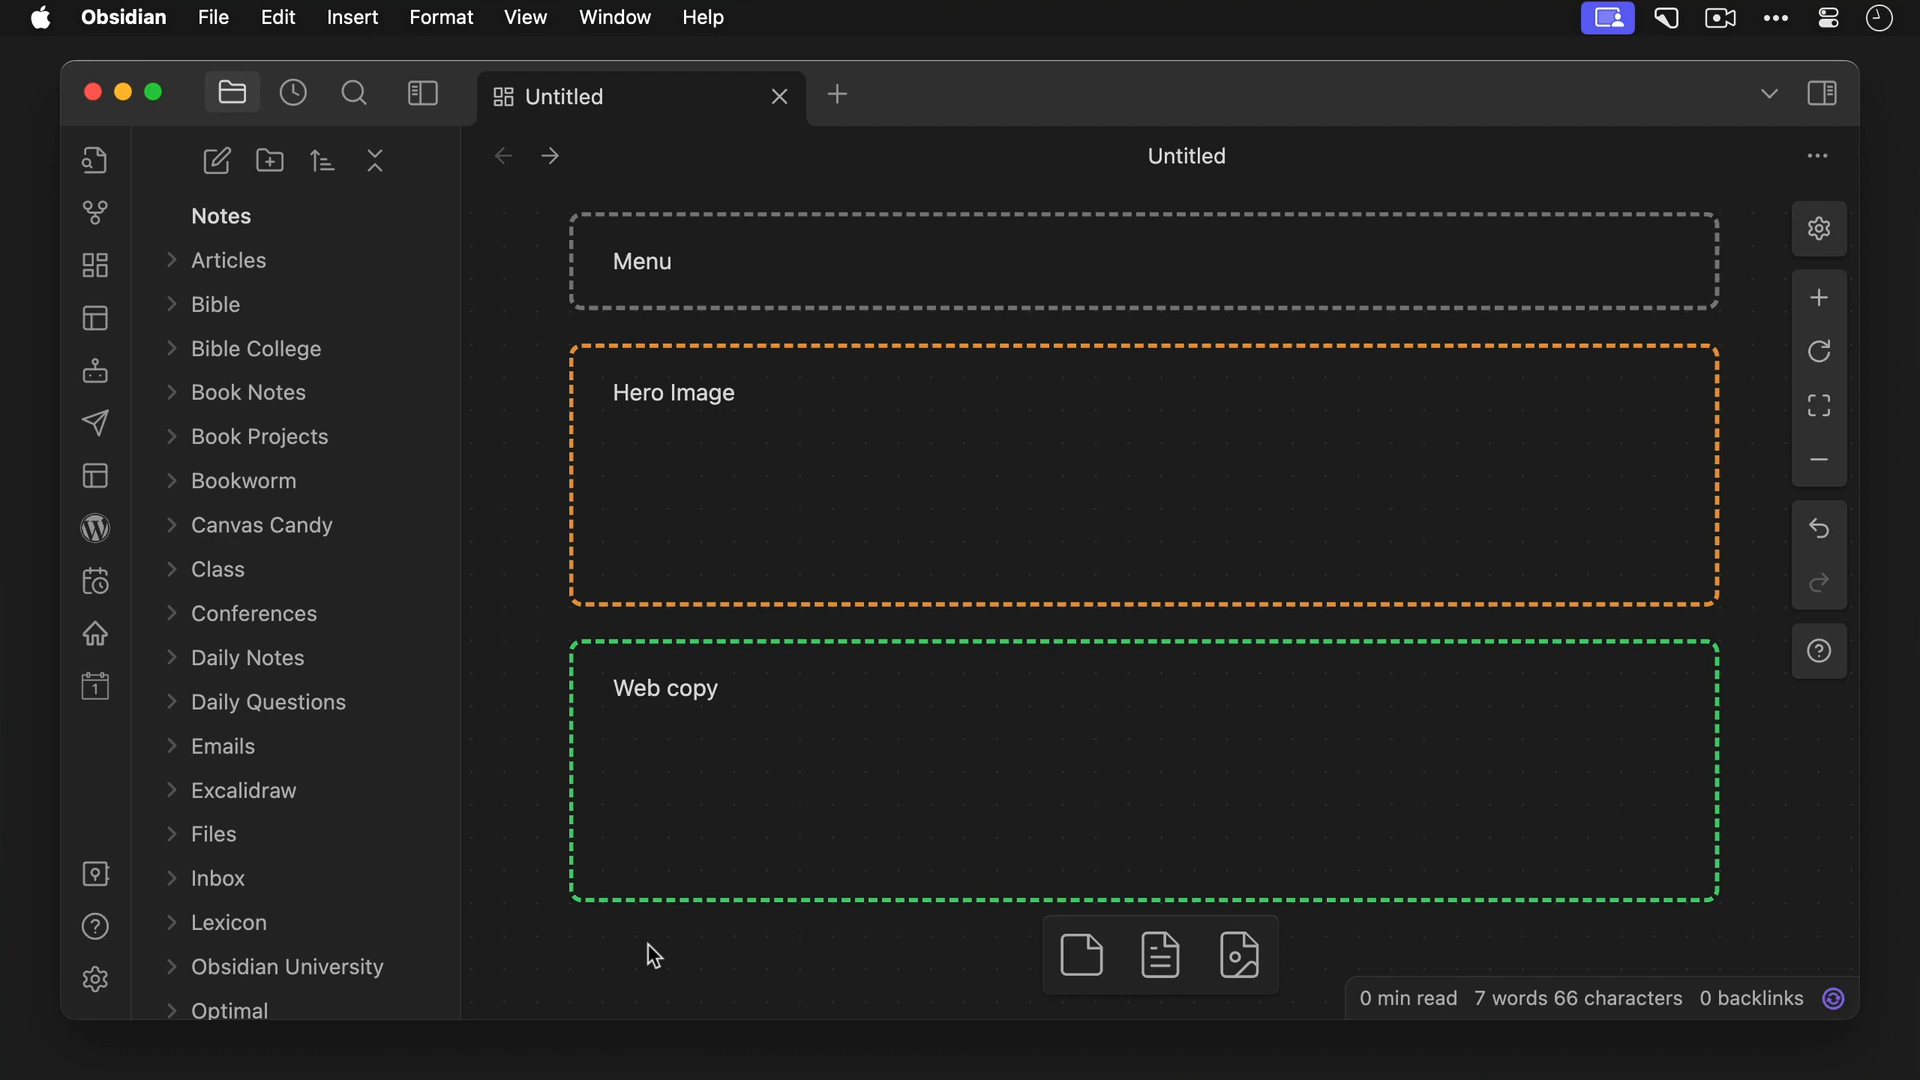 Obsidian File Edit Insert Format View Window Help
Untitled
Untitled
Notes
Articles
Bible
Bible College
Book Notes
Book Projects
Bookworm
Canvas Candy
Class
Conferences
Daily Notes
Daily Questions
Emails
Excalidraw
Files
Inbox
Lexicon
Obsidian University
Optimal
1
Menu
Hero Image
Web copy
0 min read 7 words 66 characters 0 backlinks